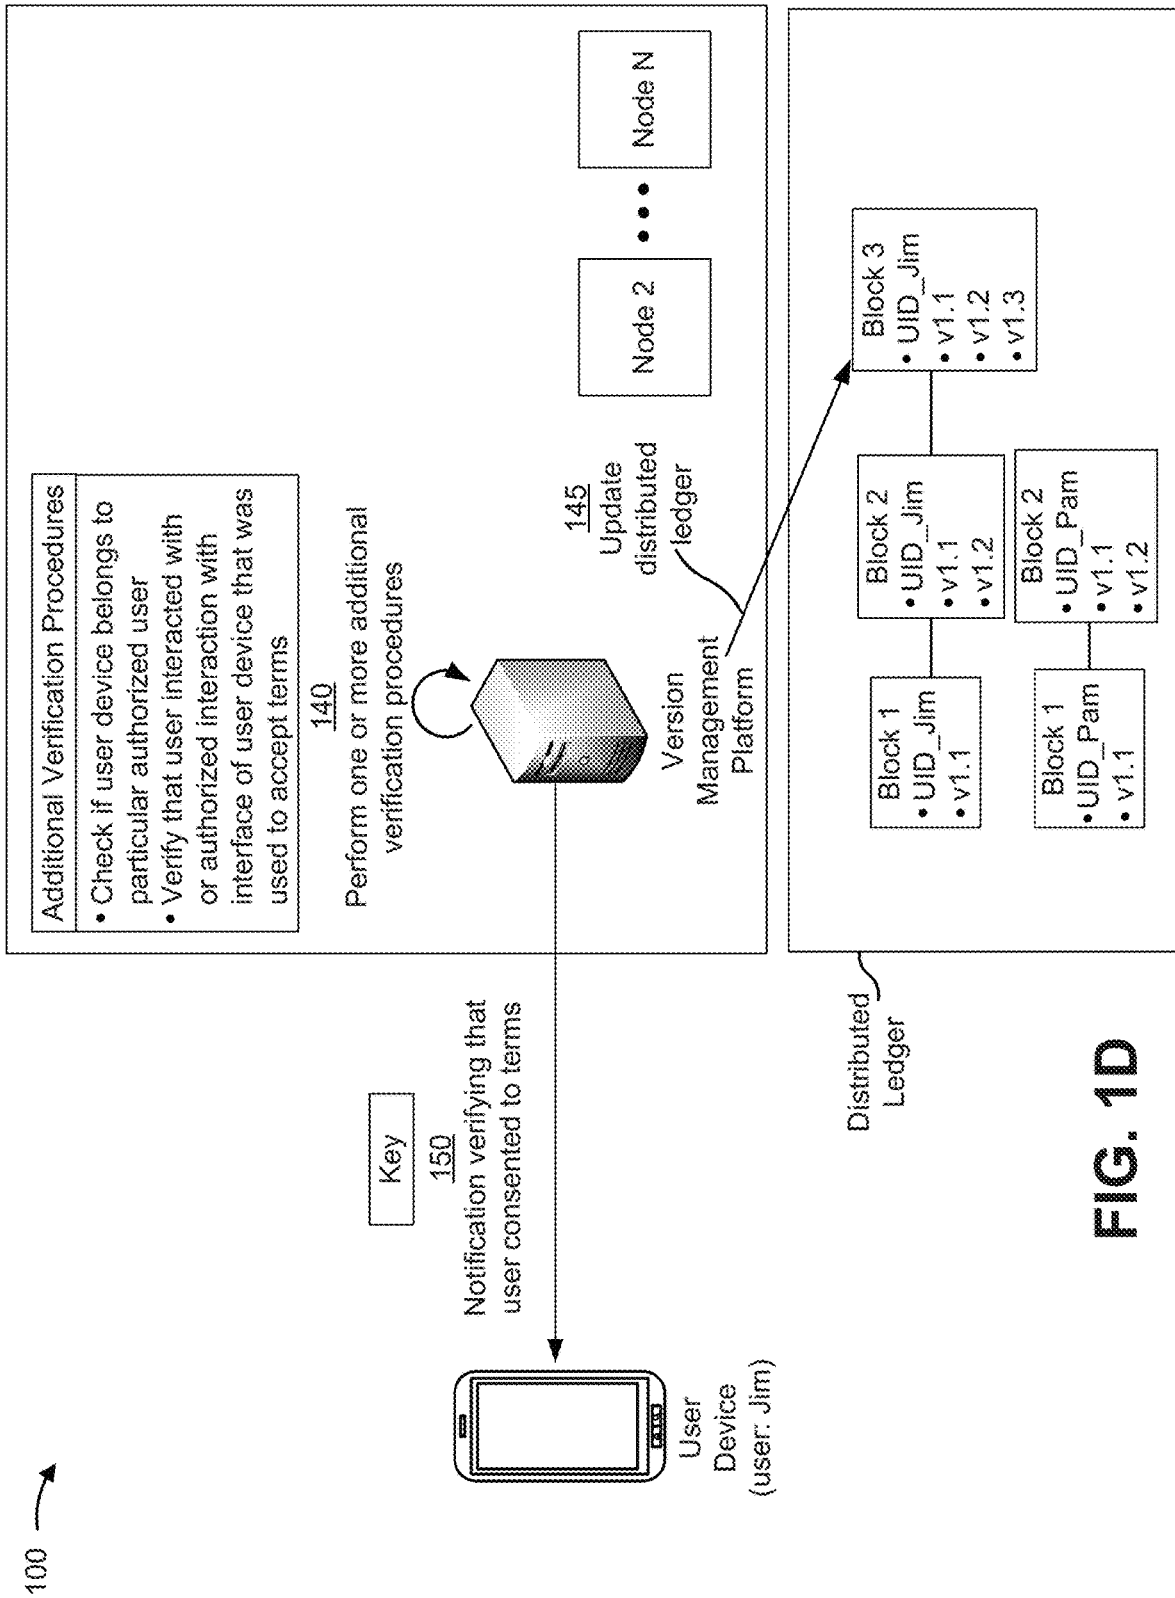 100
Additional Verification Procedures
• Check if user device belongs to
particular authorized user
• Verify that user interacted with
or authorized interaction with
interface of user device that was
used to accept terms
140
Perform one or more additional
verification procedures
Key
150
Notification verifying that
user consented to terms
User
Device
(user: Jim)
Version
Management
Platform
145
Update
distributed
ledger
Node 2
Node N
Distributed
Ledger
Block 1
• UID_Jim
• v1.1
Block 2
• UID_Jim
• v1.1
• v1.2
Block 3
• UID_Jim
• v1.1
• v1.2
• v1.3
Block 1
• UID_Pam
• v1.1
Block 2
• UID_Pam
• v1.1
• v1.2
FIG. 1D